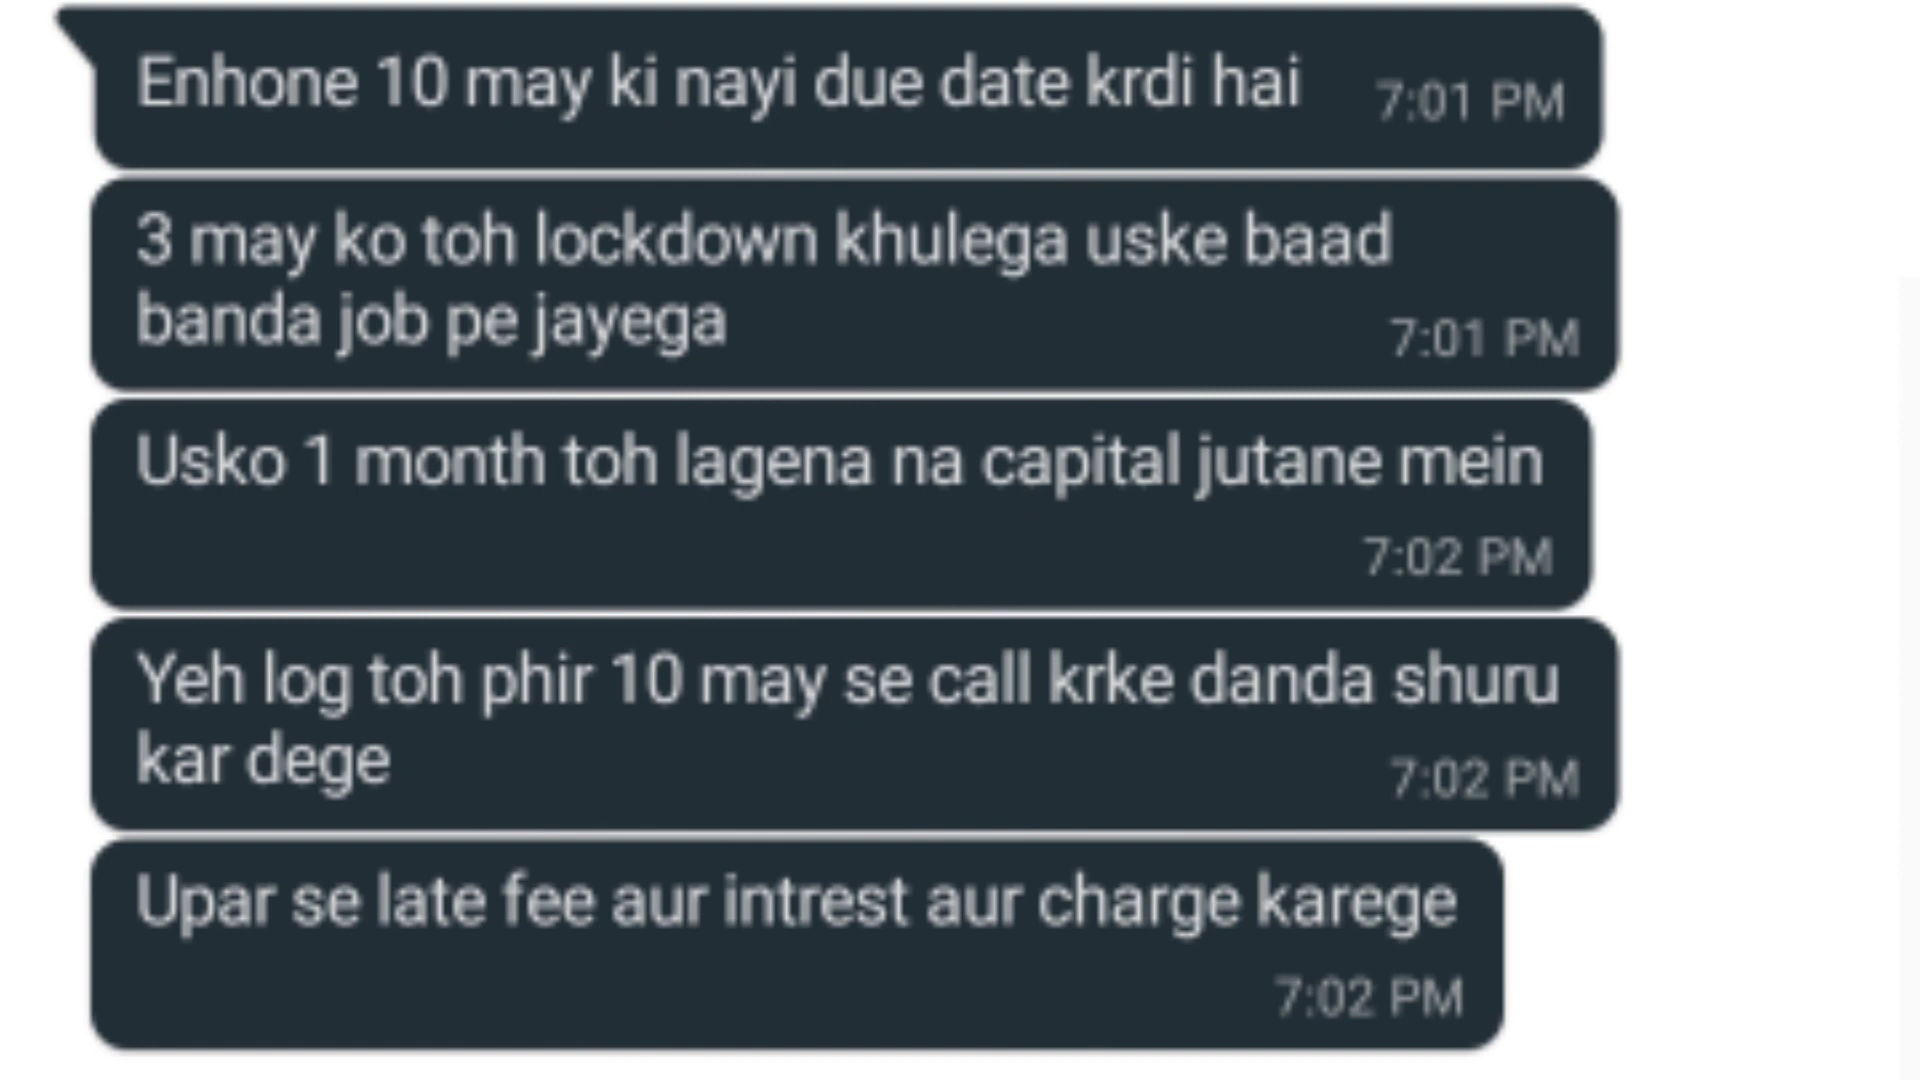 Enhone 10 may ki nayi due date krdi hai 7:01 PM
3 may ko toh lockdown khulega uske baad
banda job pe jayega 7:01 PM
Usko 1 month toh lagena na capital jutane mein
7:02 PM
Yeh log toh phir 10 may se call krke danda shuru
kar dege 7:02 PM
Upar se late fee aur intrest aur charge karege
7:02 PM